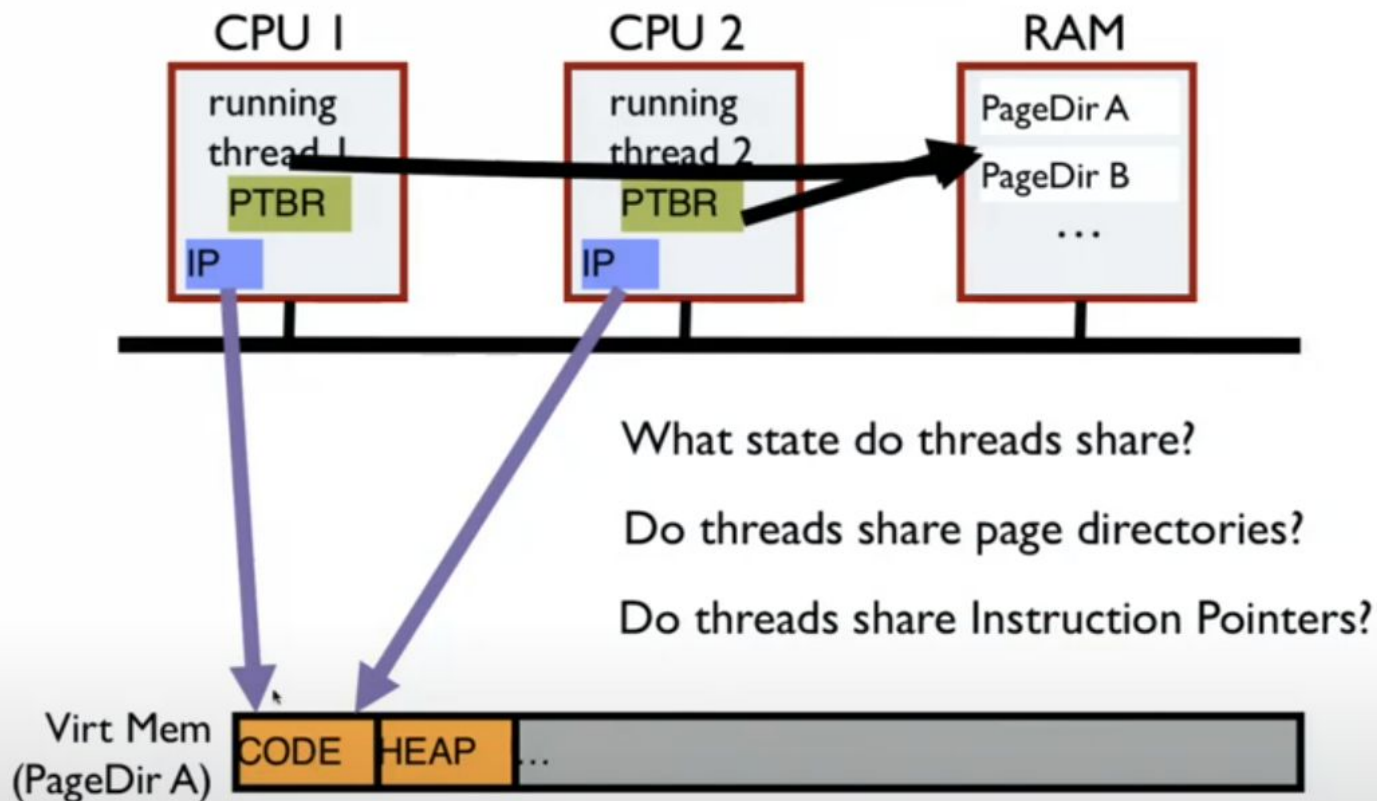 CPU 1
CPU 2
RAM
running
thread 1
PTBR
IP
running
thread 2
PTBR
IP
PageDir A
PageDir B
...
What state do threads share?
Do threads share page directories?
Do threads share Instruction Pointers?
Virt Mem
(PageDir A)
CODE
HEAP
...